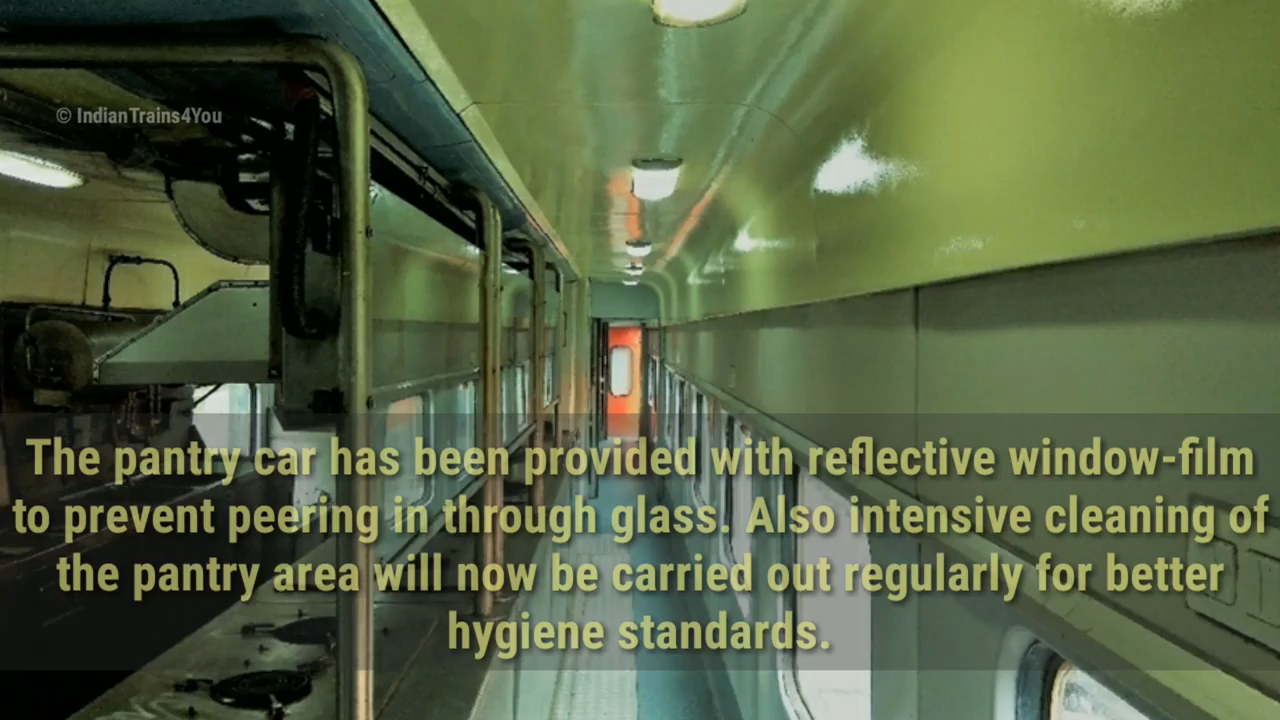 © IndianTrains4You
The pantry car has been provided with reflective window-film
to prevent peering in through glass. Also intensive cleaning of
the pantry area will now be carried out regularly for better
hygiene standards.